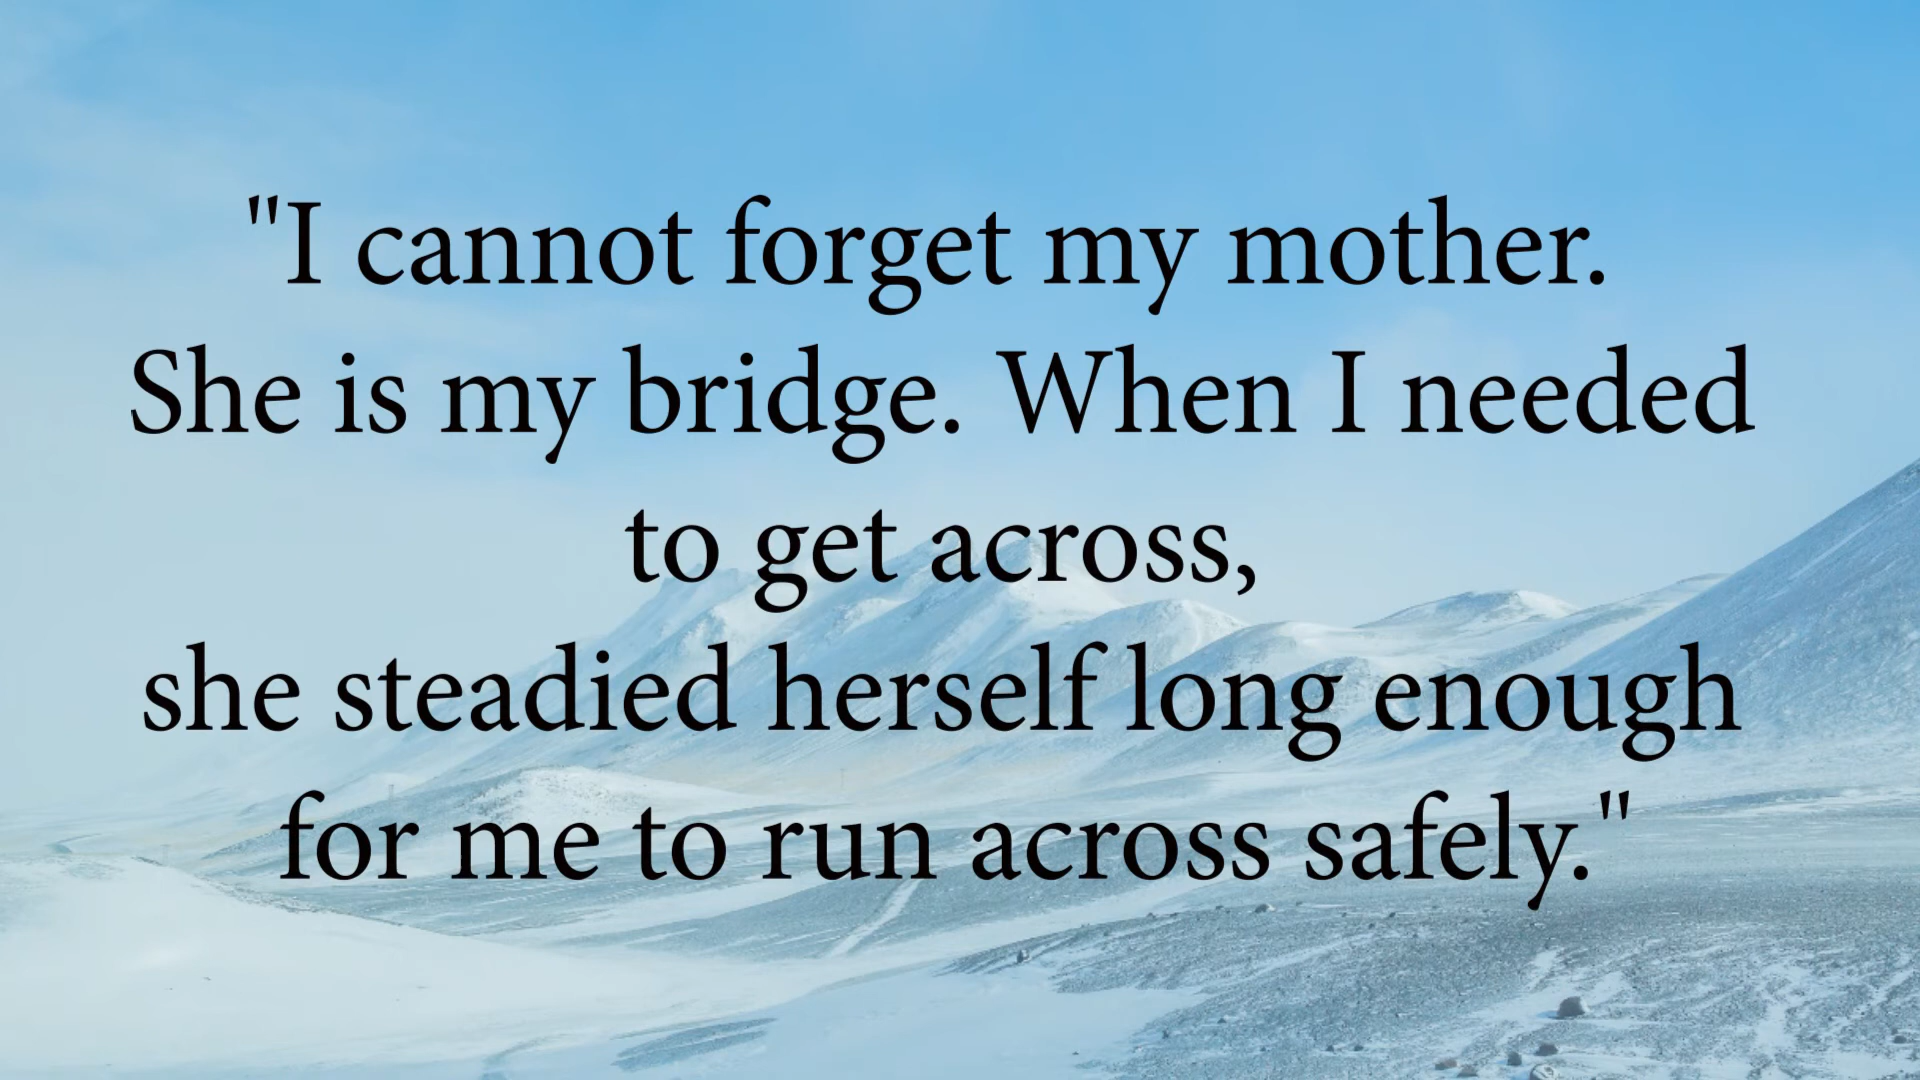 "I cannot forget my mother.
She is my bridge. When I needed
to get across,
she steadied herself long enough
for me to run across safely."